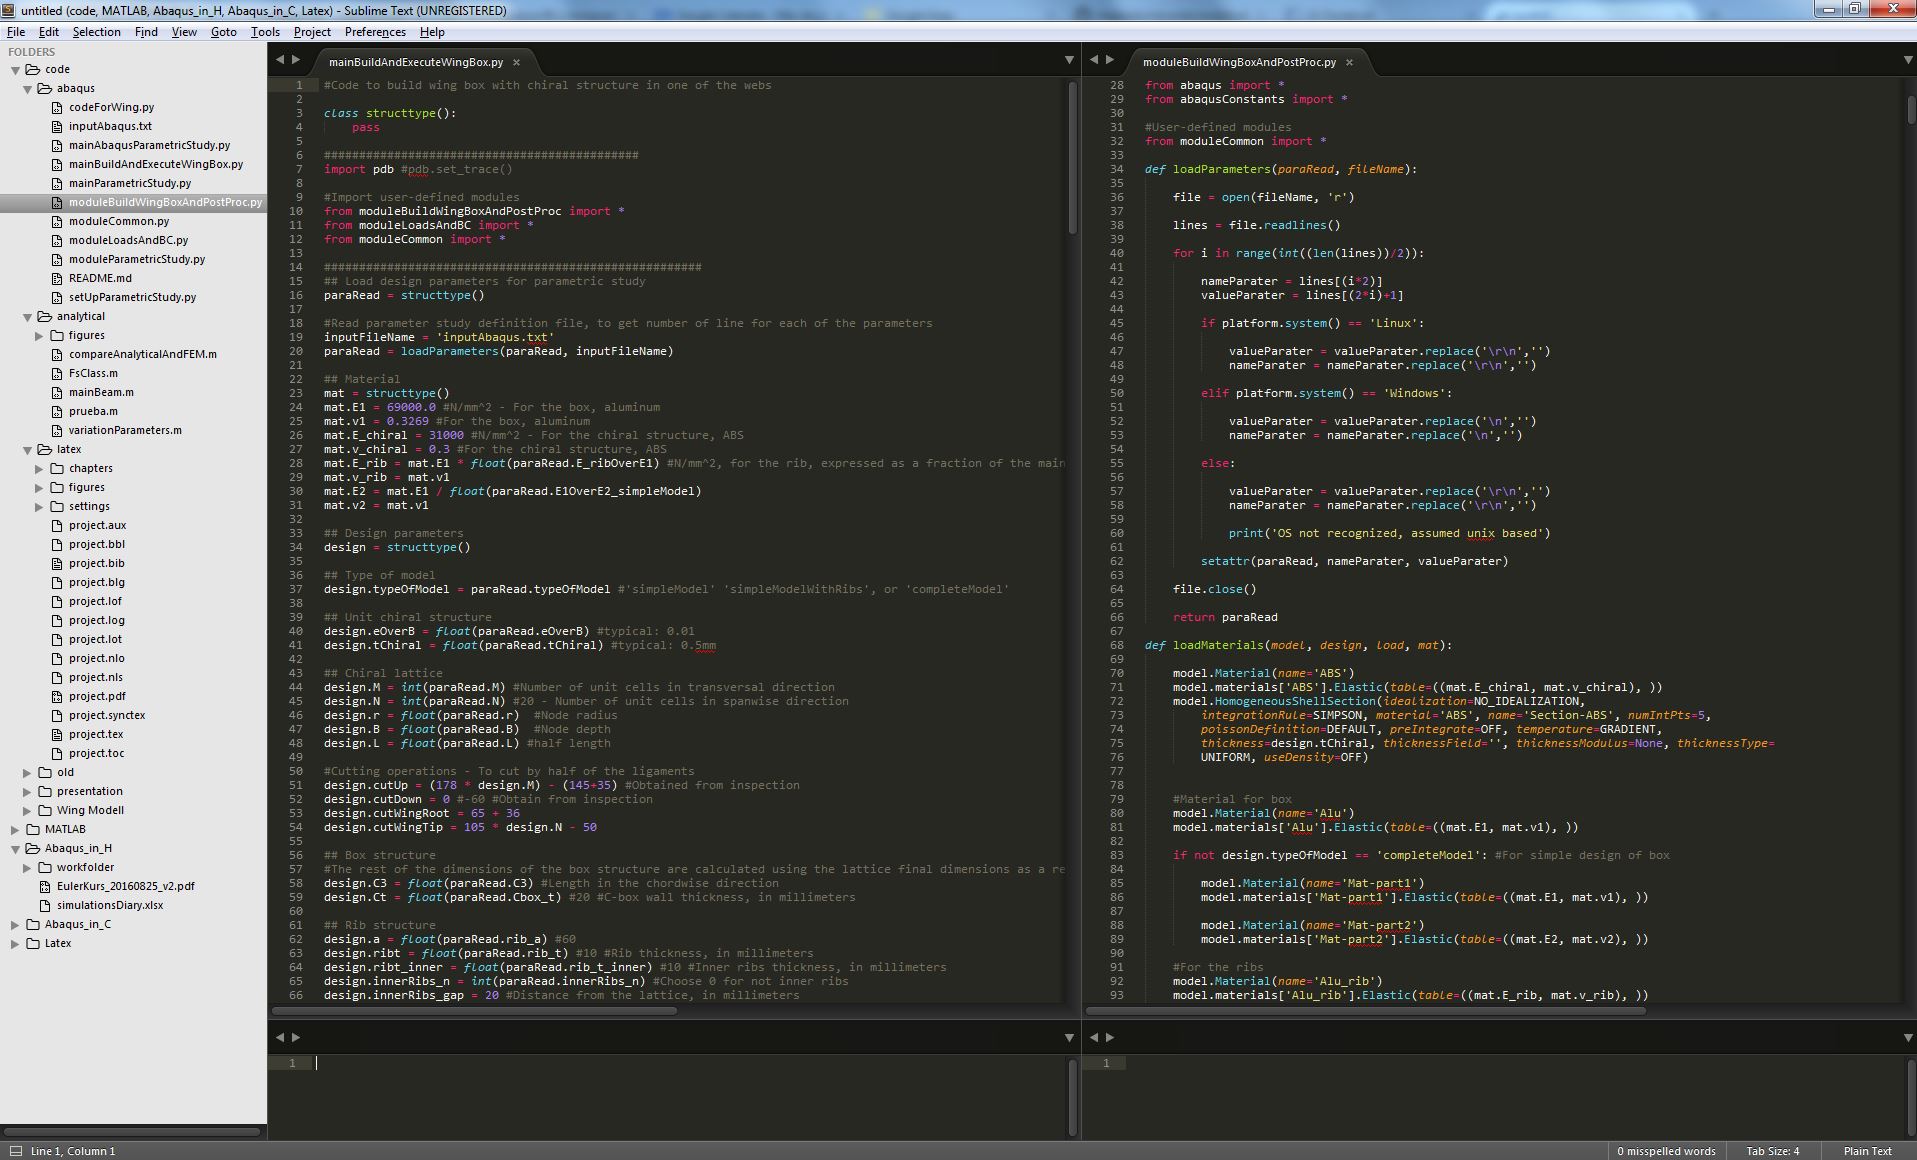 untitled (code, MATLAB, Abaqus_in_H, Abaqus_in_C, Latex) - Sublime Text (UNREGISTERED)
File Edit Selection Find View Goto Tools Project Preferences Help
FOLDERS
code
abaqus
codeForWing.py
inputAbaqus.txt
mainAbaqusParametricStudy.py
mainBuildAndExecuteWingBox.py
mainParametricStudy.py
moduleBuildWingBoxAndPostProc.py
moduleCommon.py
moduleLoadsAndBC.py
moduleParametricStudy.py
README.md
setUpParametricStudy.py
analytical
figures
compareAnalyticalAndFEM.m
FsClass.m
mainBeam.m
prueba.m
variationParameters.m
latex
chapters
figures
settings
project.aux
project.bbl
project.bib
project.blg
project.lof
project.log
project.lot
project.nlo
project.nls
project.pdf
project.synctex
project.tex
project.toc
old
presentation
Wing Modell
MATLAB
Abaqus_in_H
workfolder
EulerKurs_20160825_v2.pdf
simulationsDiary.xlsx
Abaqus_in_C
Latex
mainBuildAndExecuteWingBox.py ×
1 #Code to build wing box with chiral structure in one of the webs
2
3 class structtype():
4     pass
5
6 #############################################
7 import pdb #pdb.set_trace()
8
9 #Import user-defined modules
10 from moduleBuildWingBoxAndPostProc import *
11 from moduleLoadsAndBC import *
12 from moduleCommon import *
13
14 ######################################################
15 ## Load design parameters for parametric study
16 paraRead = structtype()
17
18 #Read parameter study definition file, to get number of line for each of the parameters
19 inputFileName = 'inputAbaqus.txt'
20 paraRead = loadParameters(paraRead, inputFileName)
21
22 ## Material
23 mat = structtype()
24 mat.E1 = 69000.0 #N/mm^2 - For the box, aluminum
25 mat.v1 = 0.3269 #For the box, aluminum
26 mat.E_chiral = 31000 #N/mm^2 - For the chiral structure, ABS
27 mat.v_chiral = 0.3 #For the chiral structure, ABS
28 mat.E_rib = mat.E1 * float(paraRead.E_ribOverE1) #N/mm^2, for the rib, expressed as a fraction of the main
29 mat.v_rib = mat.v1
30 mat.E2 = mat.E1 / float(paraRead.E1OverE2_simpleModel)
31 mat.v2 = mat.v1
32
33 ## Design parameters
34 design = structtype()
35
36 ## Type of model
37 design.typeOfModel = paraRead.typeOfModel #'simpleModel' 'simpleModelWithRibs', or 'completeModel'
38
39 ## Unit chiral structure
40 design.eOverB = float(paraRead.eOverB) #typical: 0.01
41 design.tChiral = float(paraRead.tChiral) #typical: 0.5mm
42
43 ## Chiral lattice
44 design.M = int(paraRead.M) #Number of unit cells in transversal direction
45 design.N = int(paraRead.N) #20 - Number of unit cells in spanwise direction
46 design.r = float(paraRead.r)  #Node radius
47 design.B = float(paraRead.B)  #Node depth
48 design.L = float(paraRead.L) #half length
49
50 #Cutting operations - To cut by half of the ligaments
51 design.cutUp = (178 * design.M) - (145+35) #Obtained from inspection
52 design.cutDown = 0 #-60 #Obtain from inspection
53 design.cutWingRoot = 65 + 36
54 design.cutWingTip = 105 * design.N - 50
55
56 ## Box structure
57 #The rest of the dimensions of the box structure are calculated using the lattice final dimensions as a re
58 design.C3 = float(paraRead.C3) #Length in the chordwise direction
59 design.Ct = float(paraRead.Cbox_t) #20 #C-box wall thickness, in millimeters
60
61 ## Rib structure
62 design.a = float(paraRead.rib_a) #60
63 design.ribt = float(paraRead.rib_t) #10 #Rib thickness, in millimeters
64 design.ribt_inner = float(paraRead.rib_t_inner) #10 #Inner ribs thickness, in millimeters
65 design.innerRibs_n = int(paraRead.innerRibs_n) #Choose 0 for not inner ribs
66 design.innerRibs_gap = 20 #Distance from the lattice, in millimeters
moduleBuildWingBoxAndPostProc.py ×
28 from abaqus import *
29 from abaqusConstants import *
30
31 #User-defined modules
32 from moduleCommon import *
33
34 def loadParameters(paraRead, fileName):
35
36     file = open(fileName, 'r')
37
38     lines = file.readlines()
39
40     for i in range(int((len(lines))/2)):
41
42         nameParater = lines[(i*2)]
43         valueParater = lines[(2*i)+1]
44
45         if platform.system() == 'Linux':
46
47             valueParater = valueParater.replace('\r\n','')
48             nameParater = nameParater.replace('\r\n','')
49
50         elif platform.system() == 'Windows':
51
52             valueParater = valueParater.replace('\n','')
53             nameParater = nameParater.replace('\n','')
54
55         else:
56
57             valueParater = valueParater.replace('\r\n','')
58             nameParater = nameParater.replace('\r\n','')
59
60             print('OS not recognized, assumed unix based')
61
62         setattr(paraRead, nameParater, valueParater)
63
64     file.close()
65
66     return paraRead
67
68 def loadMaterials(model, design, load, mat):
69
70     model.Material(name='ABS')
71     model.materials['ABS'].Elastic(table=((mat.E_chiral, mat.v_chiral), ))
72     model.HomogeneousShellSection(idealization=NO_IDEALIZATION,
73         integrationRule=SIMPSON, material='ABS', name='Section-ABS', numIntPts=5,
74         poissonDefinition=DEFAULT, preIntegrate=OFF, temperature=GRADIENT,
75         thickness=design.tChiral, thicknessField='', thicknessModulus=None, thicknessType=
76         UNIFORM, useDensity=OFF)
77
78
79     #Material for box
80     model.Material(name='Alu')
81     model.materials['Alu'].Elastic(table=((mat.E1, mat.v1), ))
82
83     if not design.typeOfModel == 'completeModel': #For simple design of box
84
85         model.Material(name='Mat-part1')
86         model.materials['Mat-part1'].Elastic(table=((mat.E1, mat.v1), ))
87
88         model.Material(name='Mat-part2')
89         model.materials['Mat-part2'].Elastic(table=((mat.E2, mat.v2), ))
90
91     #For the ribs
92     model.Material(name='Alu_rib')
93     model.materials['Alu_rib'].Elastic(table=((mat.E_rib, mat.v_rib), ))
1
1
Line 1, Column 1
0 misspelled words
Tab Size: 4
Plain Text